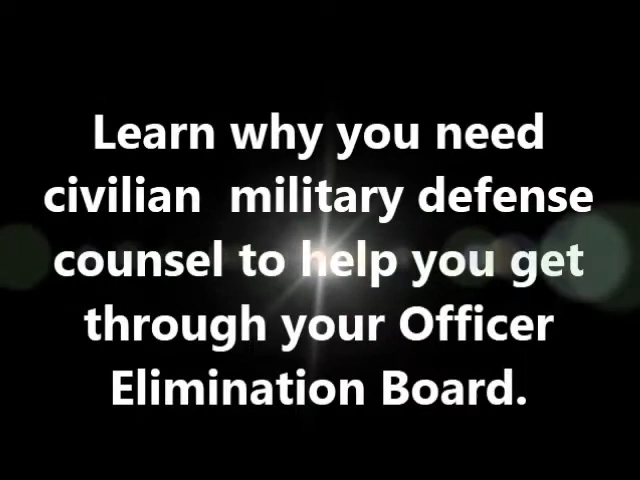 Learn why you need
civilian  military defense
counsel to help you get
through your Officer
Elimination Board.